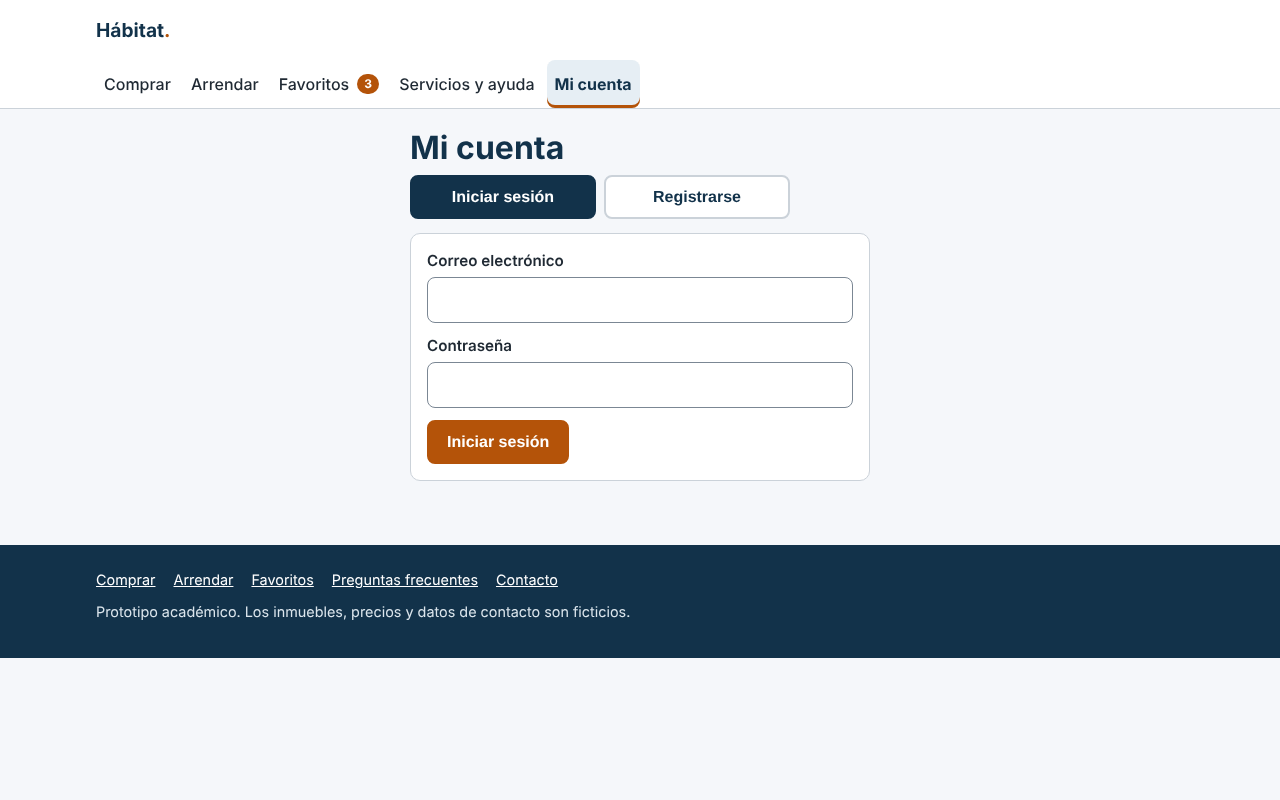 Hábitat.
Comprar Arrendar Favoritos 3 Servicios y ayuda Mi cuenta
Mi cuenta
Iniciar sesión Registrarse
Correo electrónico
Contraseña
Iniciar sesión
Comprar Arrendar Favoritos Preguntas frecuentes Contacto
Prototipo académico. Los inmuebles, precios y datos de contacto son ficticios.